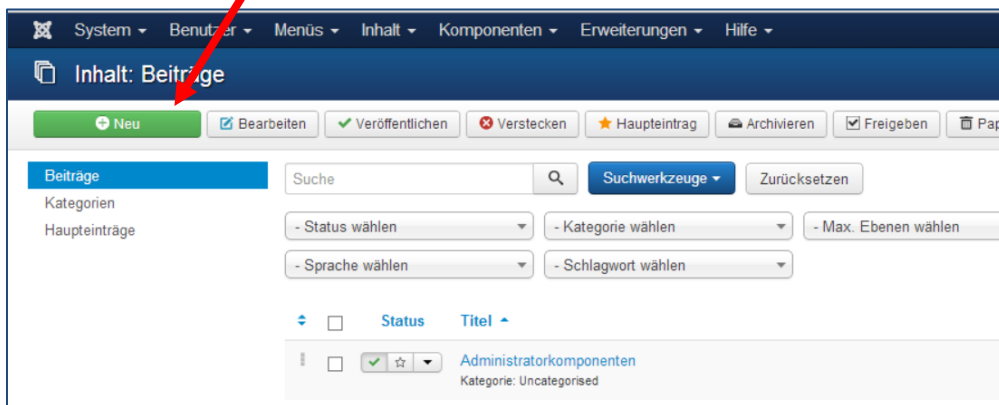 System Benutzer Menüs Inhalt Komponenten Erweiterungen Hilfe
Inhalt: Beiträge
Neu Bearbeiten Veröffentlichen Verstecken Haupteintrag Archivieren Freigeben Pap
Beiträge
Kategorien
Haupteinträge
Suche Suchwerkzeuge Zurücksetzen
- Status wählen - Kategorie wählen - Max. Ebenen wählen
- Sprache wählen - Schlagwort wählen
Status Titel
Administratorkomponenten
Kategorie: Uncategorised